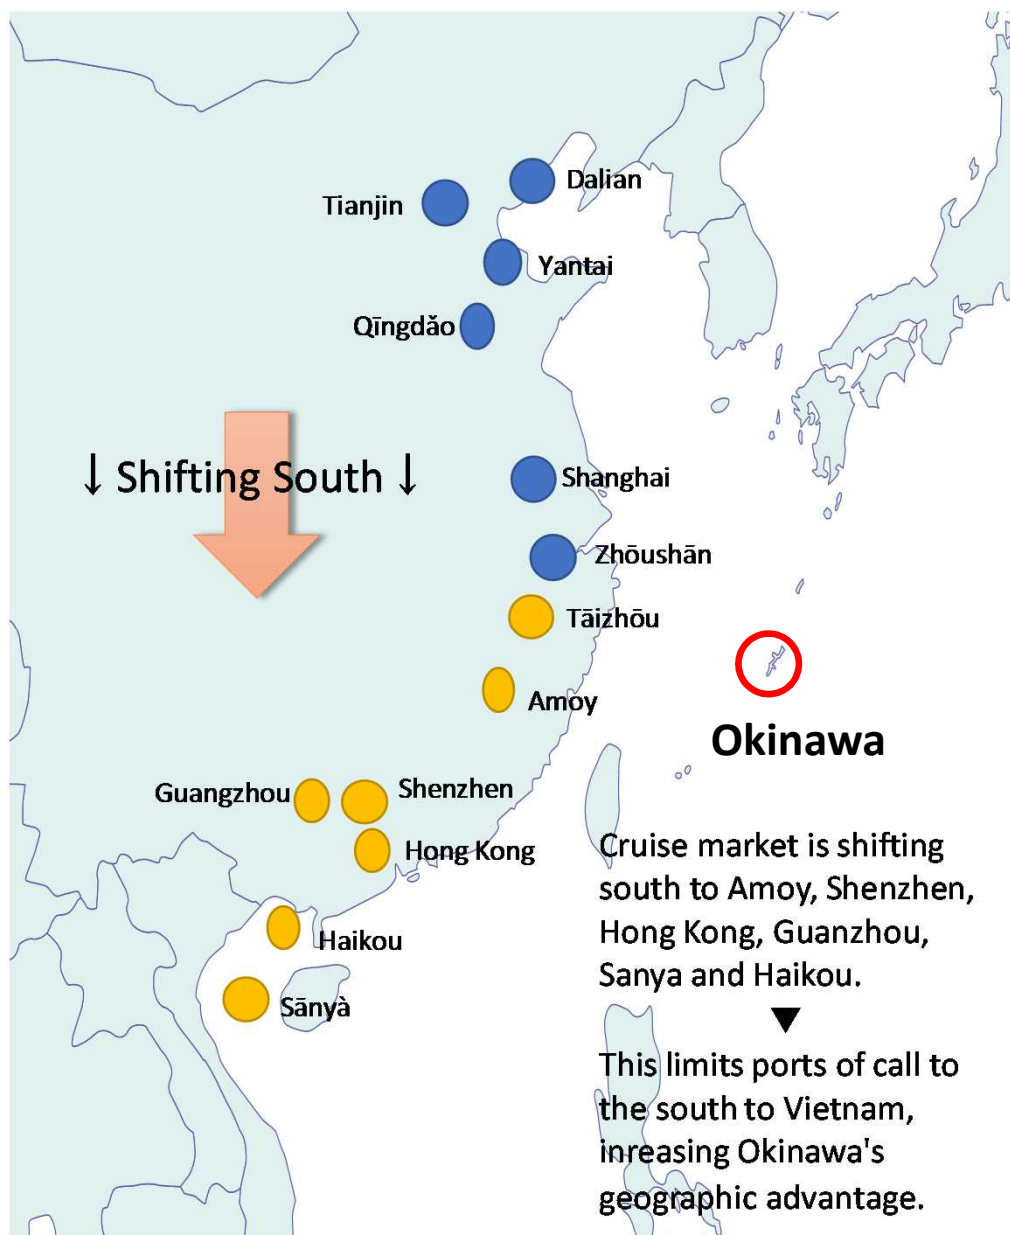 Dalian
Tianjin
Yantai
Qīngdǎo
↓ Shifting South ↓
Shanghai
Zhōushān
Tāizhōu
Amoy
Okinawa
Guangzhou
Shenzhen
Hong Kong
Haikou
Sānyà
Cruise market is shifting
south to Amoy, Shenzhen,
Hong Kong, Guanzhou,
Sanya and Haikou.
▼
This limits ports of call to
the south to Vietnam,
inreasing Okinawa's
geographic advantage.